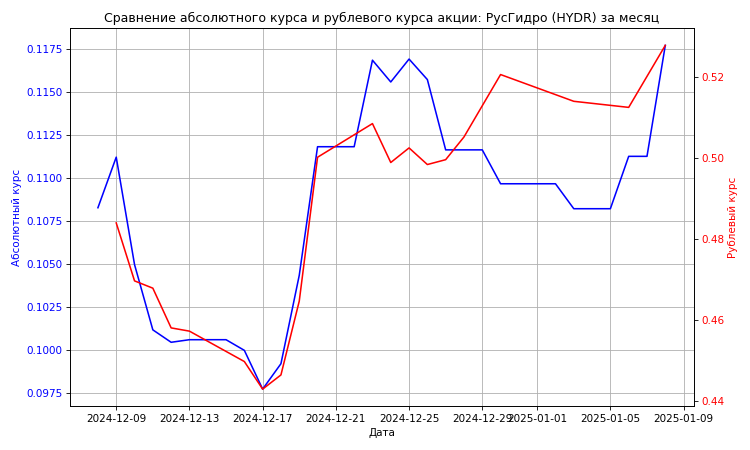 Сравнение абсолютного курса и рублевого курса акции: РусГидро (HYDR) за месяц
0.1175
0.1150
0.1125
0.1100
0.1075
0.1050
0.1025
0.1000
0.0975
Абсолютный курс
0.52
0.50
0.48
0.46
0.44
Рублевый курс
2024-12-09 2024-12-13 2024-12-17 2024-12-21 2024-12-25 2024-12-29 2025-01-01 2025-01-05 2025-01-09
Дата